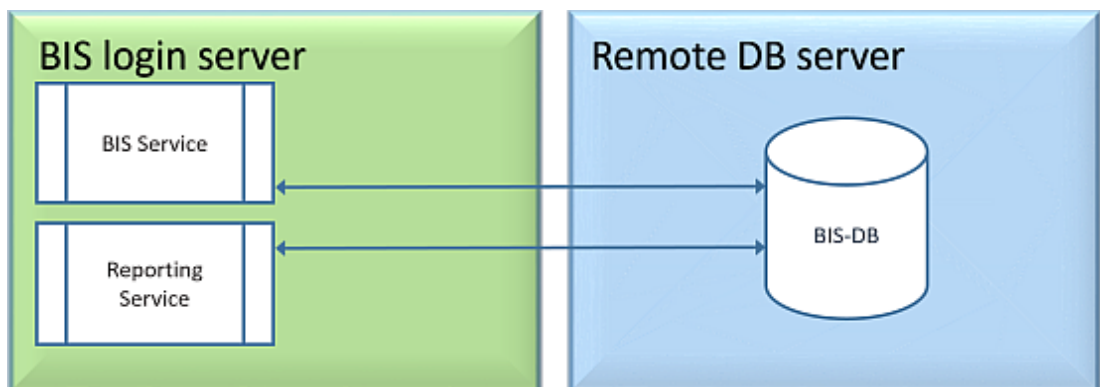 BIS login server
BIS Service
Reporting
Service
Remote DB server
BIS-DB